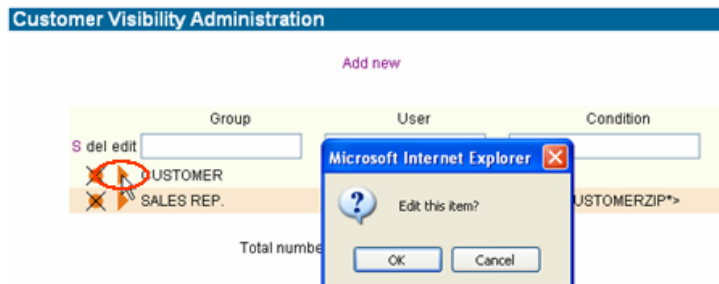 Customer Visibility Administration
Add new
Group User Condition
S del edit
Microsoft Internet Explorer
CUSTOMER
Edit this item?
SALES REP. USTOMERZIP*>
Total numbe
OK Cancel